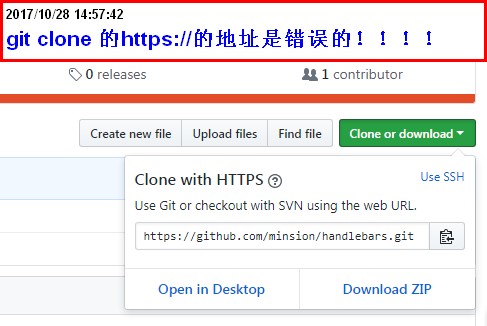 2017/10/28 14:57:42
git clone 的https://的地址是错误的！！！！
0 releases
1 contributor
Create new file
Upload files
Find file
Clone or download
Clone with HTTPS
Use SSH
Use Git or checkout with SVN using the web URL.
https://github.com/minsion/handlebars.git
Open in Desktop
Download ZIP